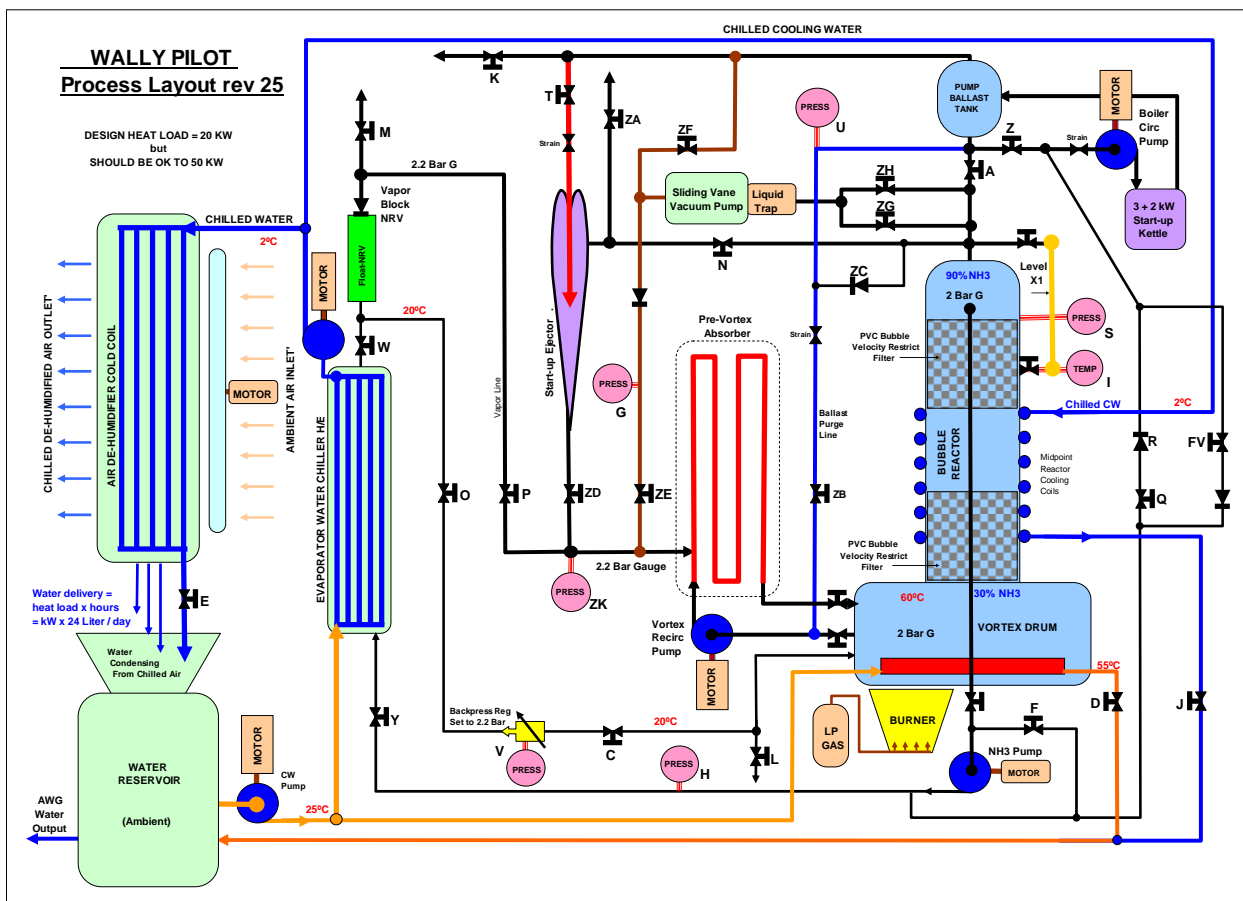 WALLY PILOT
Process Layout rev 25
DESIGN HEAT LOAD = 20 KW
but
SHOULD BE OK TO 50 KW
CHILLED COOLING WATER
K
T
Strain
ZA
M
2.2 Bar G
Vapor
Block
NRV
Float-NRV
CHILLED WATER
2ºC
MOTOR
20ºC
W
CHILLED DE-HUMIDIFIED AIR OUTLET'
AIR DE-HUMIDIFIER COLD COIL
MOTOR
AMBIENT AIR INLET'
EVAPORATOR WATER CHILLER H/E
E
Water delivery =
heat load x hours
= kW x 24 Liter / day
Water
Condensing
From Chilled Air
WATER
RESERVOIR
(Ambient)
AWG
Water
Output
MOTOR
CW
Pump
25ºC
Y
O
Vapor Line
P
Start-up Ejector .
ZD
ZE
2.2 Bar Gauge
PRESS
ZK
PRESS
G
ZF
Sliding Vane
Vacuum Pump
Liquid
Trap
ZH
ZG
N
ZC
PRESS
U
PUMP
BALLAST
TANK
Z
A
Strain
MOTOR
Boiler
Circ
Pump
3 + 2 kW
Start-up
Kettle
Level
X1
PRESS
S
TEMP
I
90% NH3
2 Bar G
PVC Bubble
Velocity Restrict
Filter
Chilled CW
2ºC
BUBBLE
REACTOR
Midpoint
Reactor
Cooling
Coils
R
Q
FV
PVC Bubble
Velocity Restrict
Filter
Pre-Vortex
Absorber
Strain
Ballast
Purge
Line
ZB
60ºC
30% NH3
2 Bar G
VORTEX DRUM
Vortex
Recirc
Pump
MOTOR
55ºC
D
J
BURNER
LP
GAS
F
NH3 Pump
MOTOR
Backpress Reg
Set to 2.2 Bar
V
PRESS
20ºC
C
L
PRESS
H